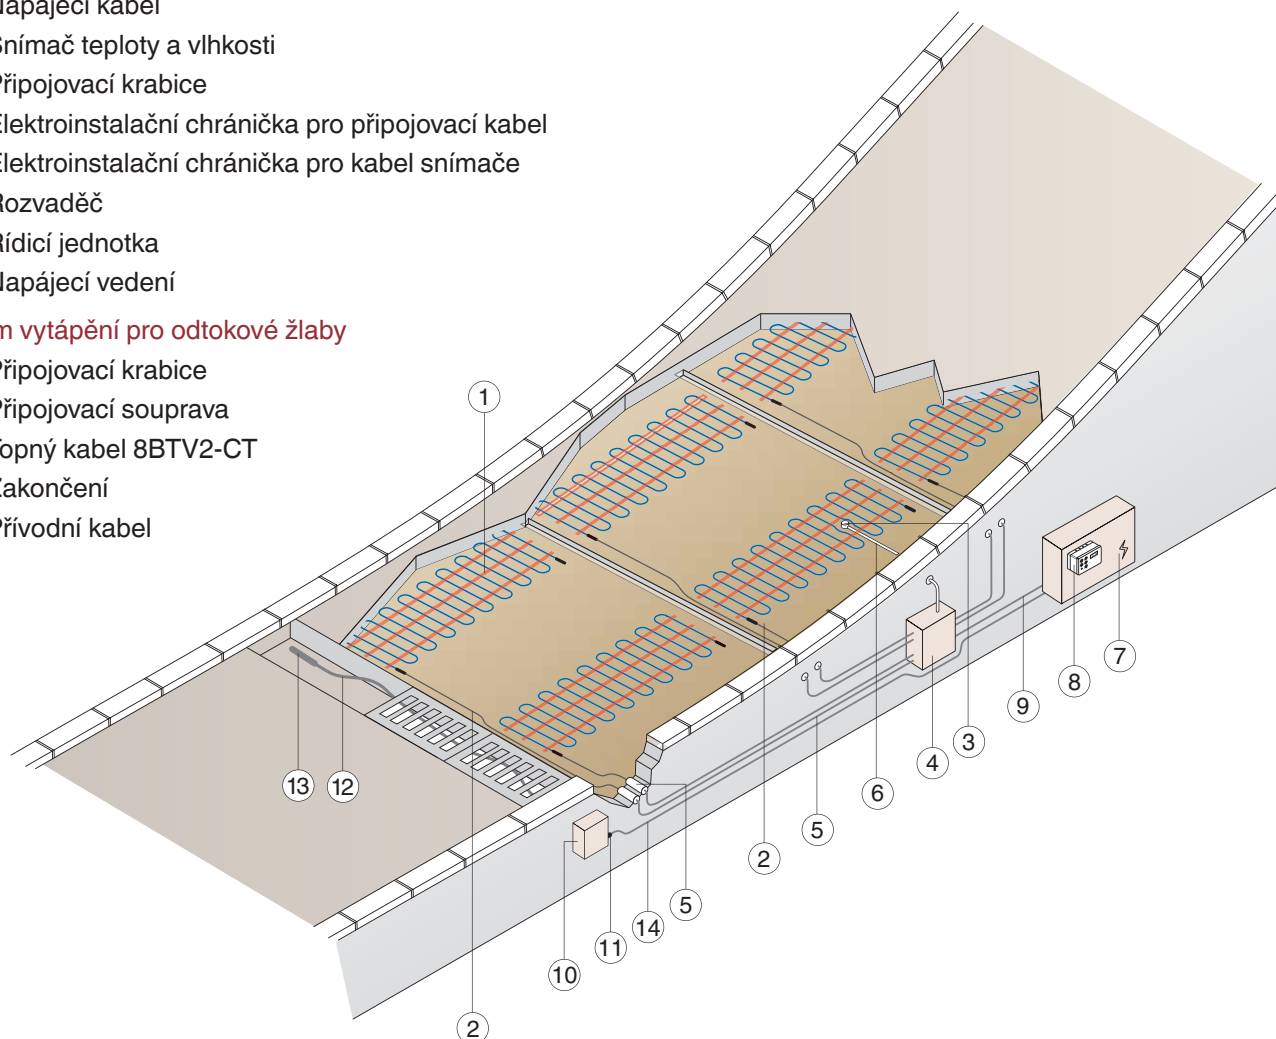 Napájecí kabel
Snímač teploty a vlhkosti
Připojovací krabice
Elektroinstalační chránička pro připojovací kabel
Elektroinstalační chránička pro kabel snímače
Rozvaděč
Řídicí jednotka
Napájecí vedení
m vytápění pro odtokové žlaby
Připojovací krabice
Připojovací souprava
Topný kabel 8BTV2-CT
Zakončení
Přívodní kabel
1
13
12
2
10
11
14
5
2
5
6
4
3
9
8
7